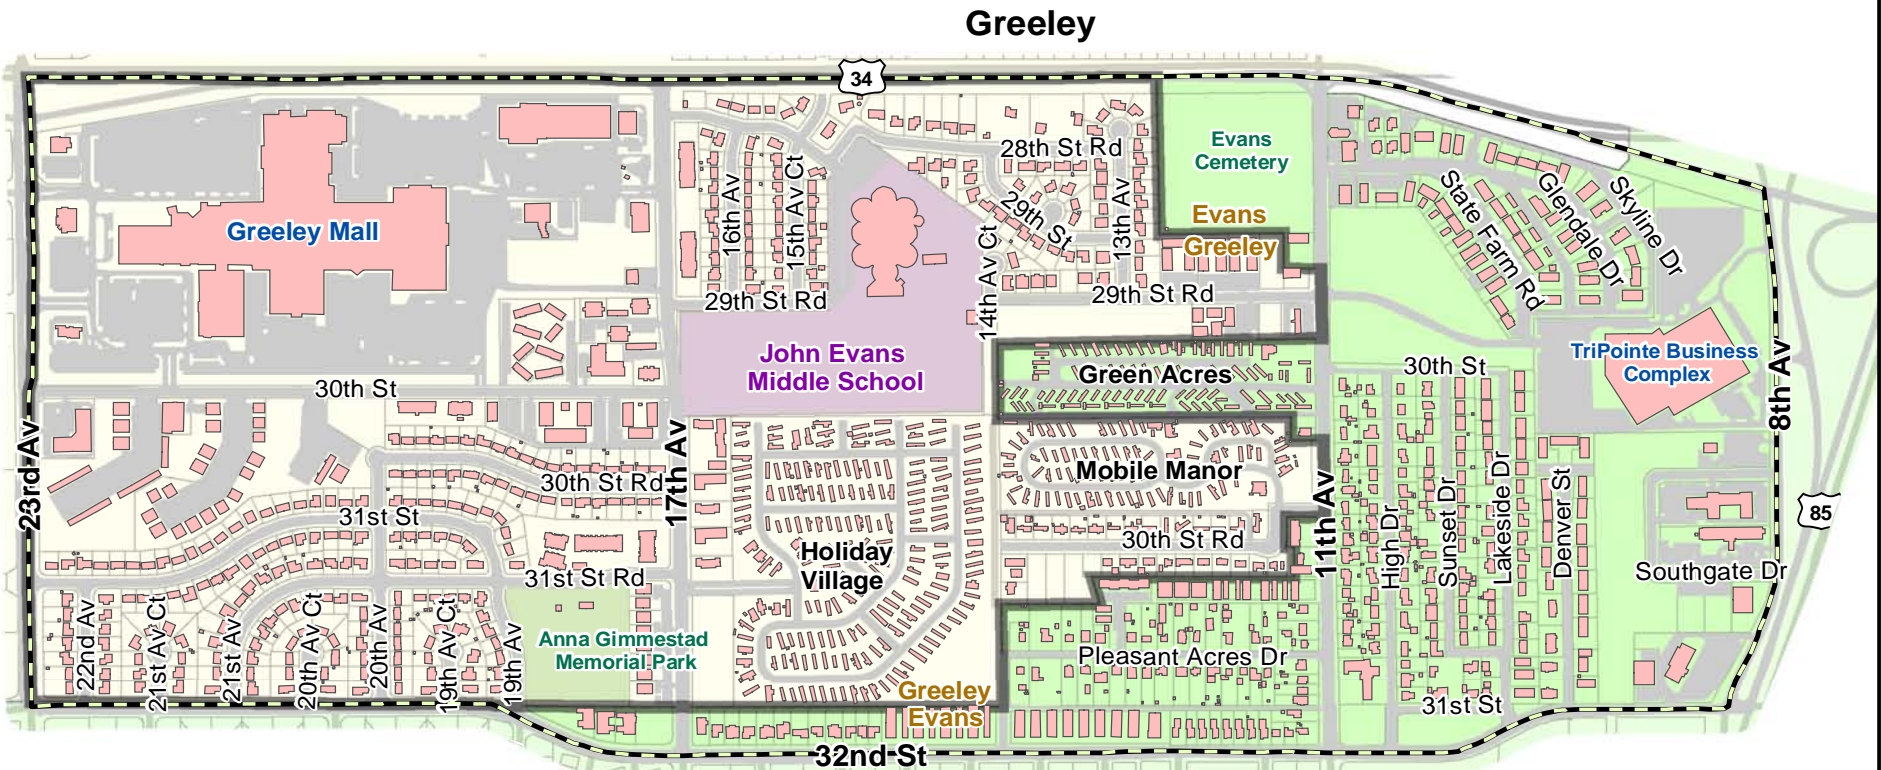 Greeley
34
Evans
Cemetery
28th St Rd
16th Av
15th Av Ct
29th St
13th Av
State Farm Rd
Glendale Dr
Skyline Dr
Greeley Mall
Evans
Greeley
14th Av Ct
29th St Rd
29th St Rd
John Evans
Middle School
Green Acres
30th St
TriPointe Business
Complex
8th Av
30th St
23rd Av
17th Av
Mobile Manor
11th Av
30th St Rd
31st St
85
High Dr
Sunset Dr
Lakeside Dr
Denver St
30th St Rd
Holiday
Village
31st St Rd
Southgate Dr
22nd Av
21st Av Ct
21st Av
20th Av Ct
20th Av
19th Av Ct
19th Av
Anna Gimmestad
Memorial Park
Pleasant Acres Dr
Greeley
Evans
31st St
32nd St